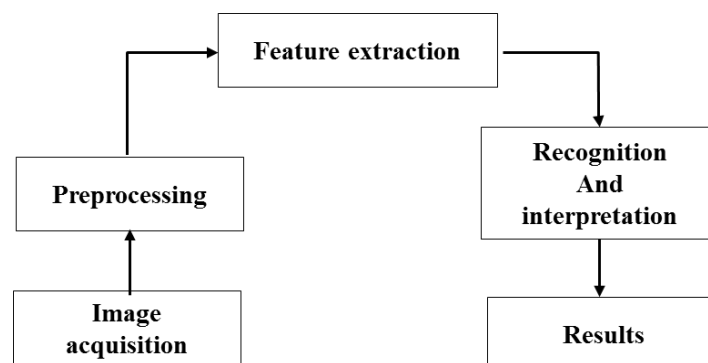 Feature extraction
Recognition
And
interpretation
Preprocessing
Image
acquisition
Results